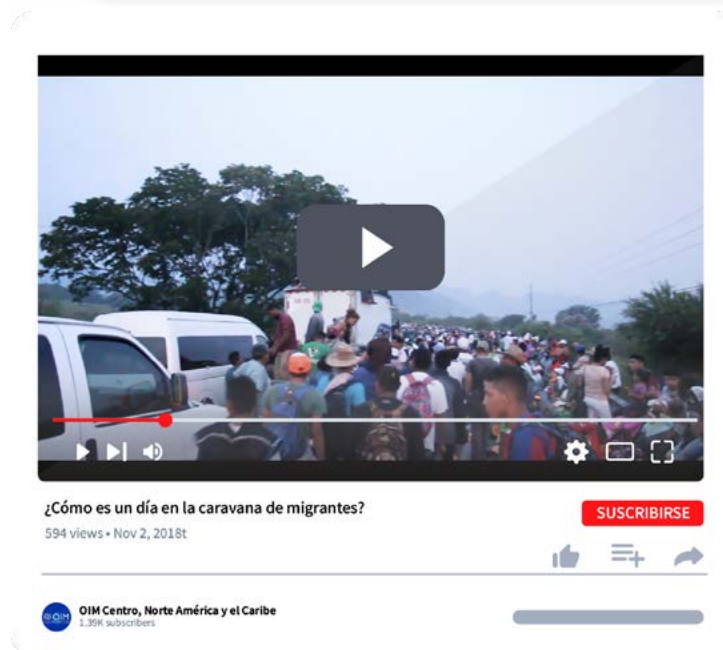 ¿Cómo es un día en la caravana de migrantes?
SUSCRIBIRSE
594 views • Nov 2, 2018t
OIM
OIM Centro, Norte América y el Caribe
1.39K subscribers